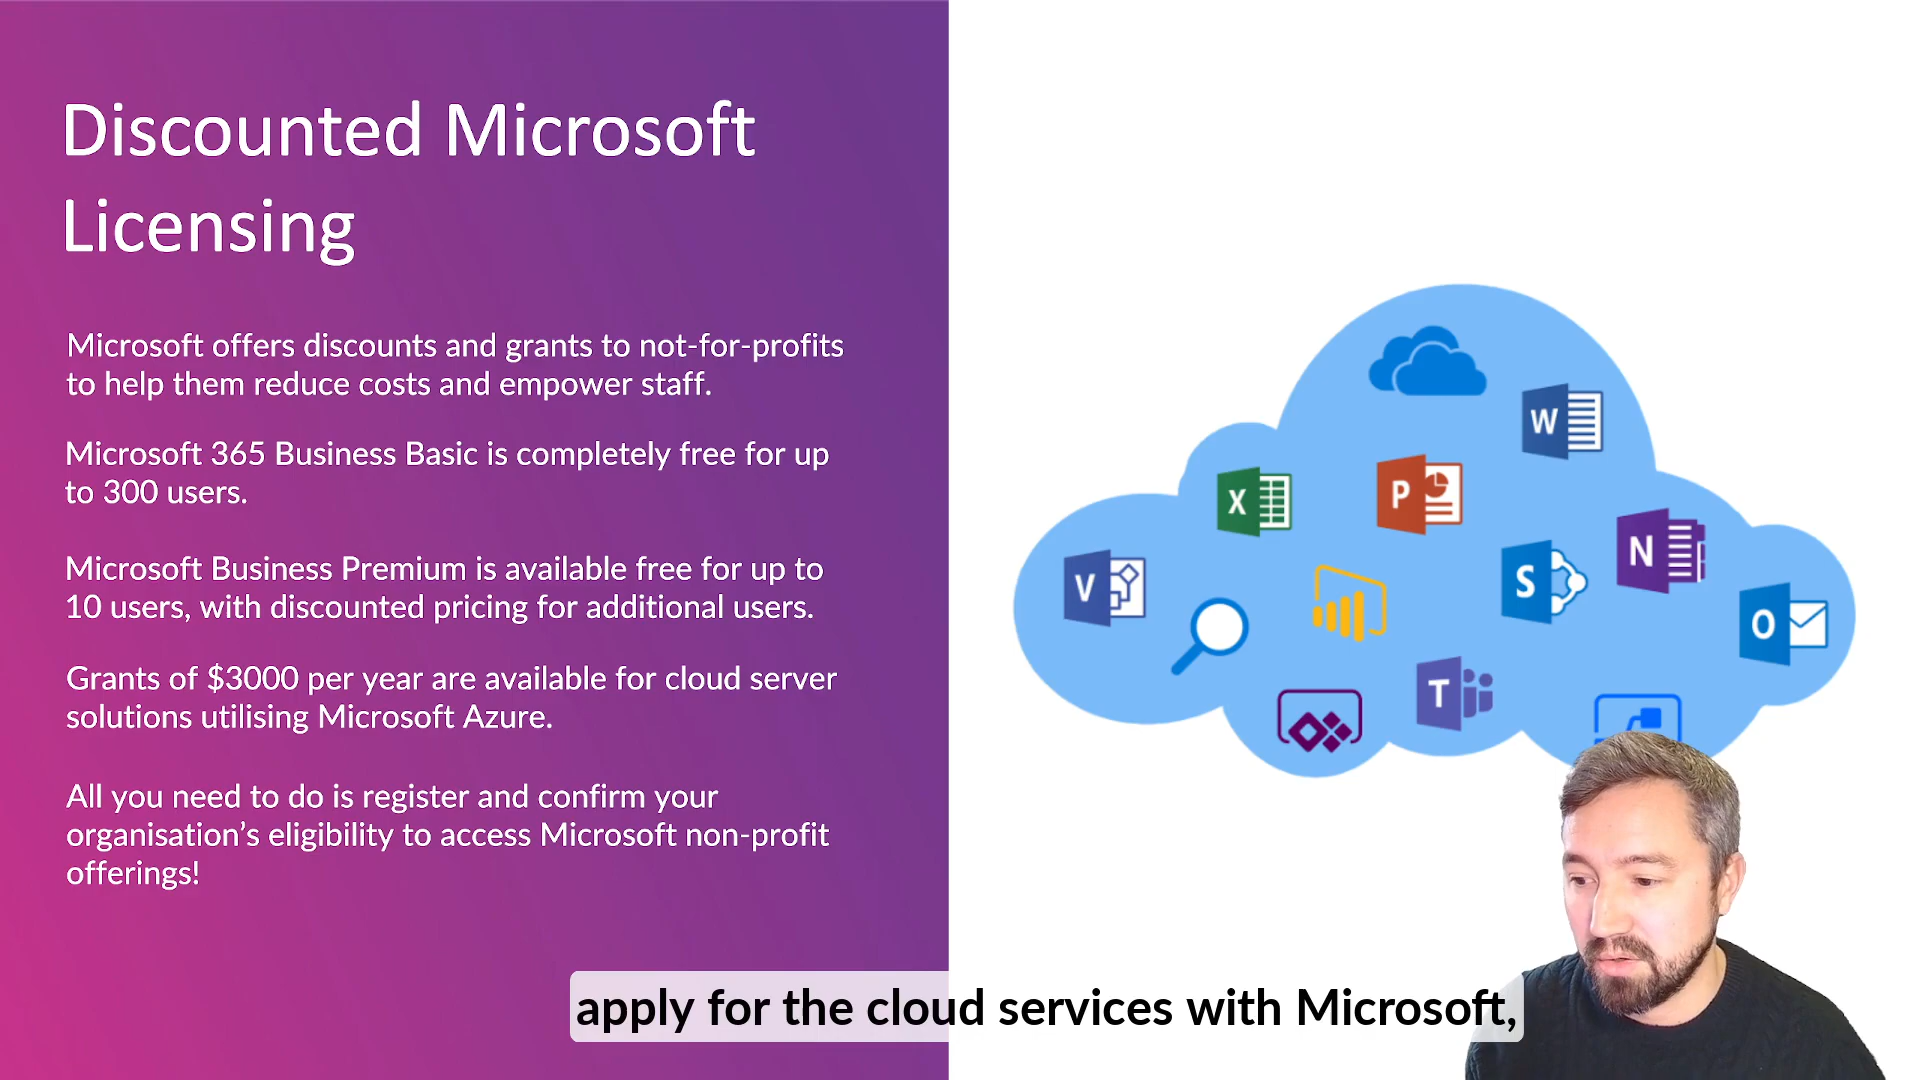 Discounted Microsoft
Licensing
Microsoft offers discounts and grants to not-for-profits
to help them reduce costs and empower staff.
Microsoft 365 Business Basic is completely free for up
to 300 users.
Microsoft Business Premium is available free for up to
10 users, with discounted pricing for additional users.
Grants of $3000 per year are available for cloud server
solutions utilising Microsoft Azure.
All you need to do is register and confirm your
organisation’s eligibility to access Microsoft non-profit
offerings!
W
X
P
N
V
S
O
T
apply for the cloud services with Microsoft,